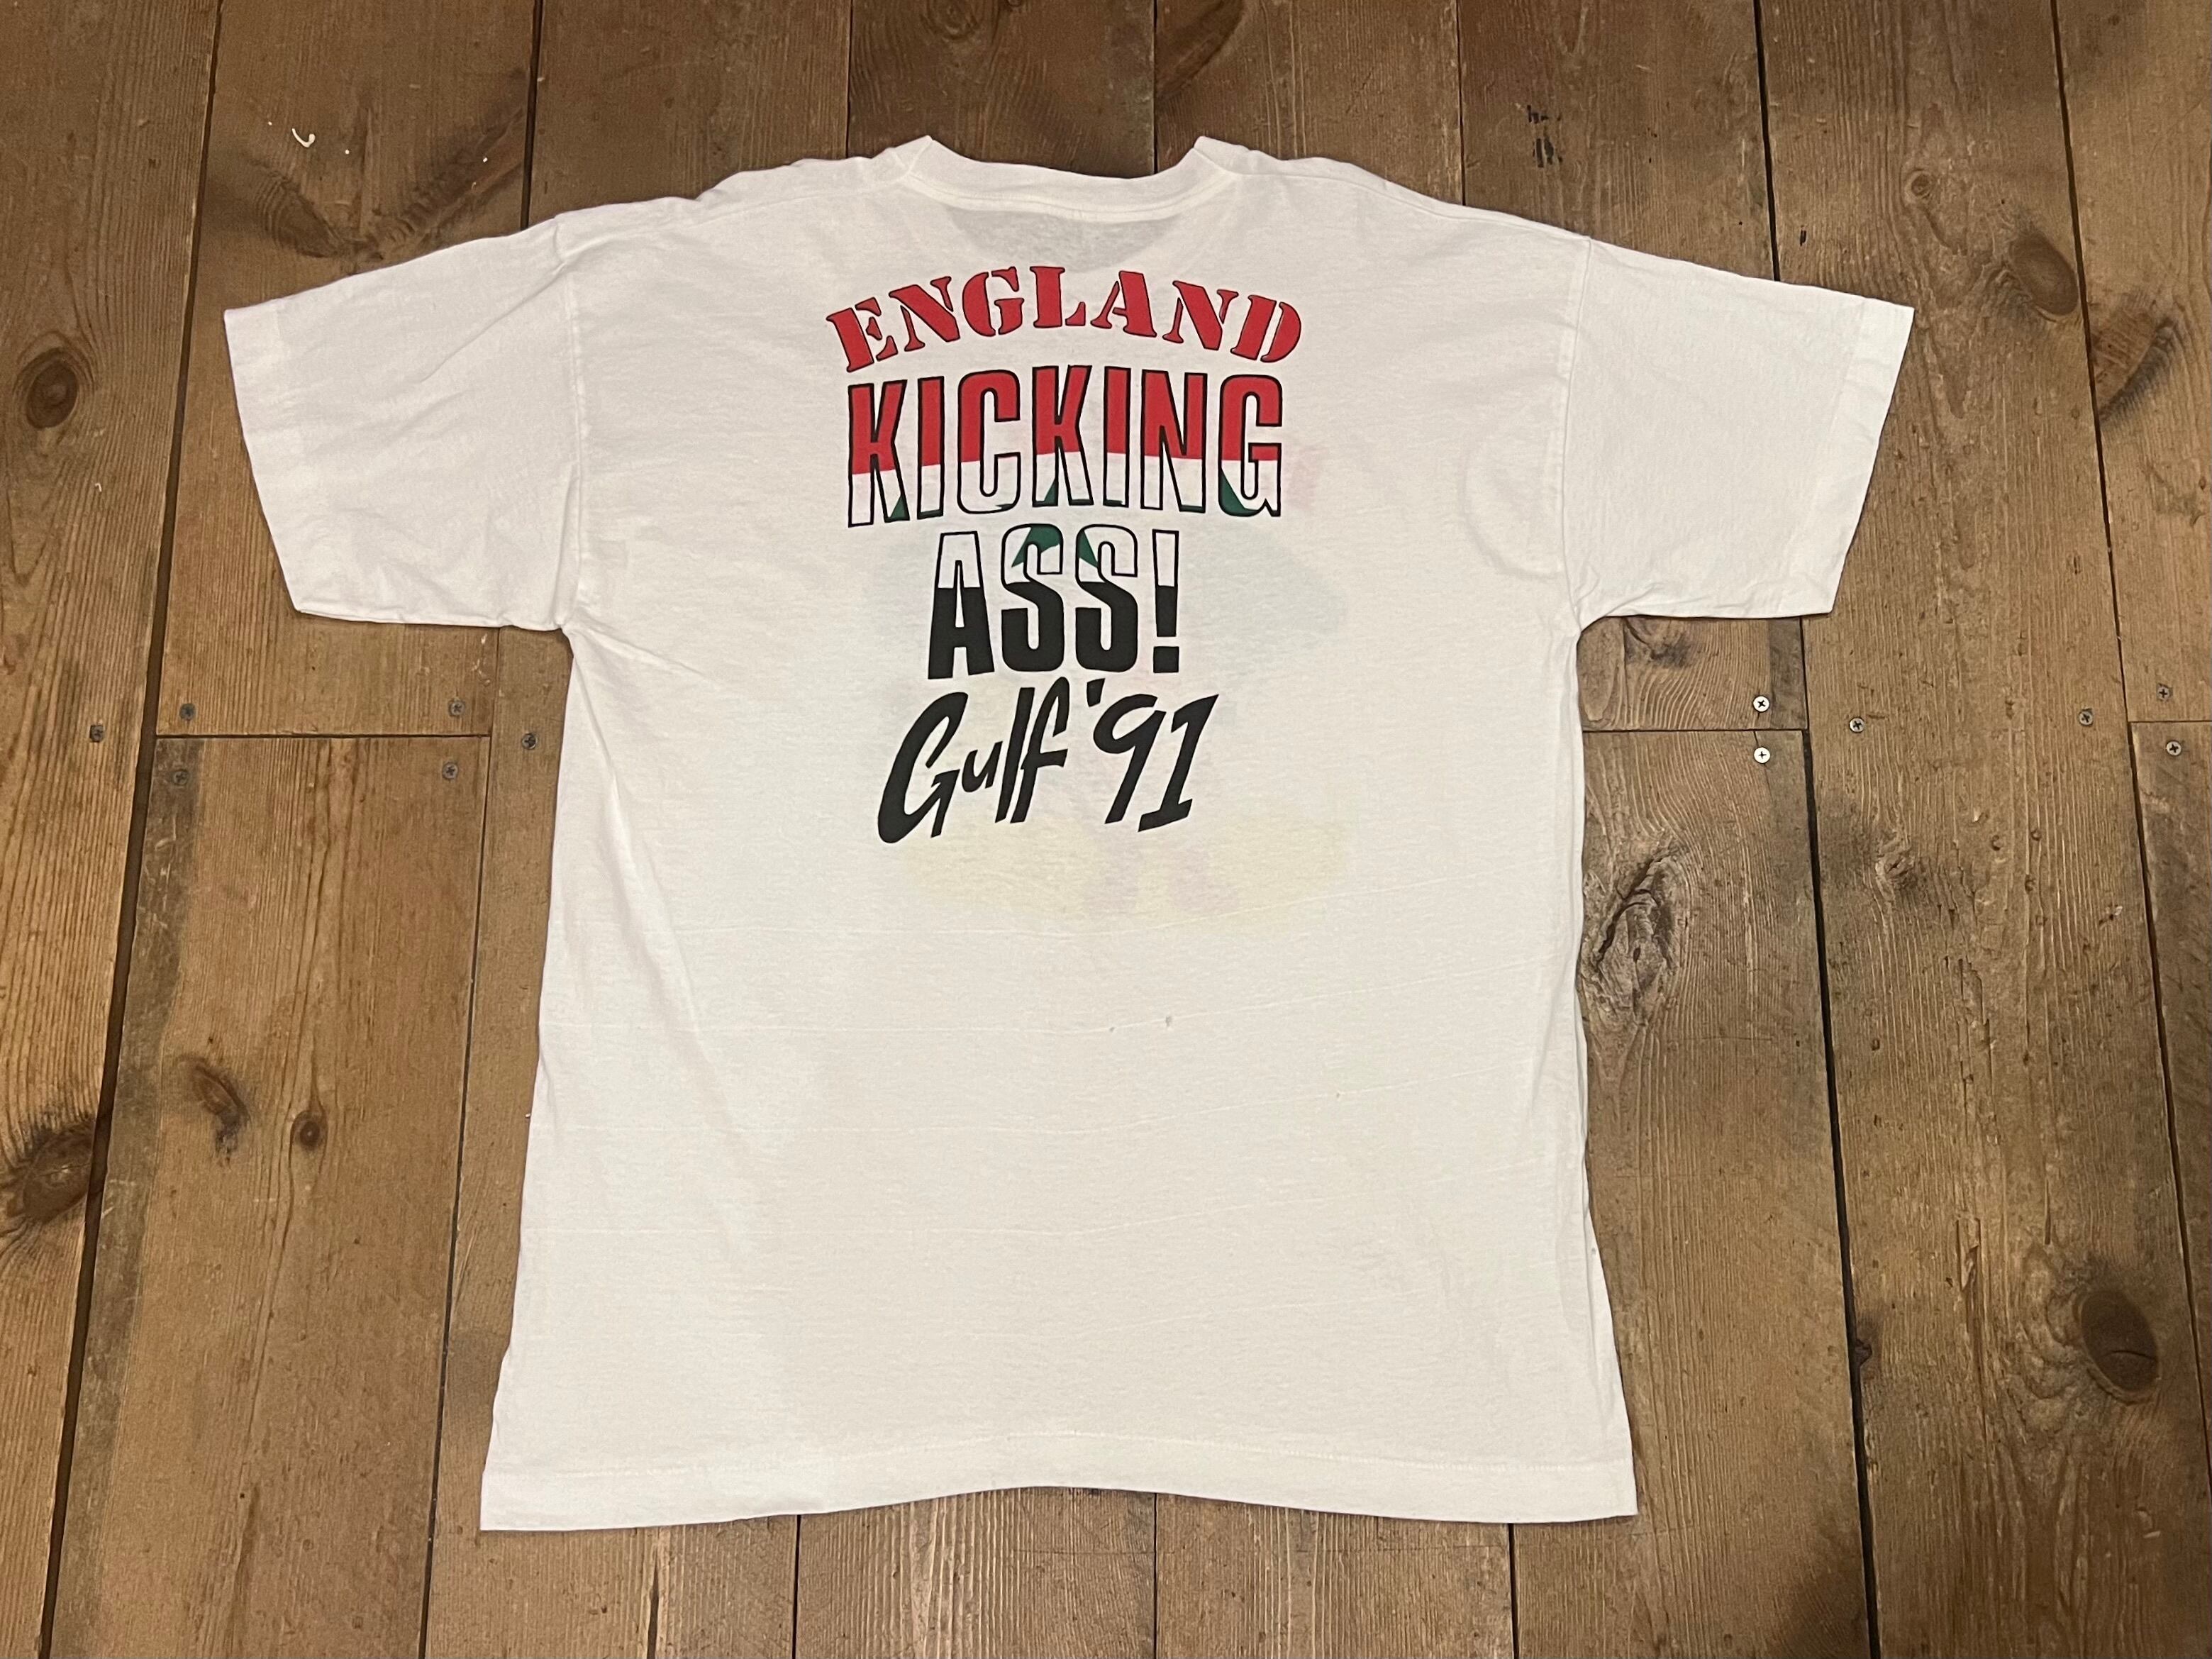 ENGLAND
KICKING
ASS!
Gulf '91